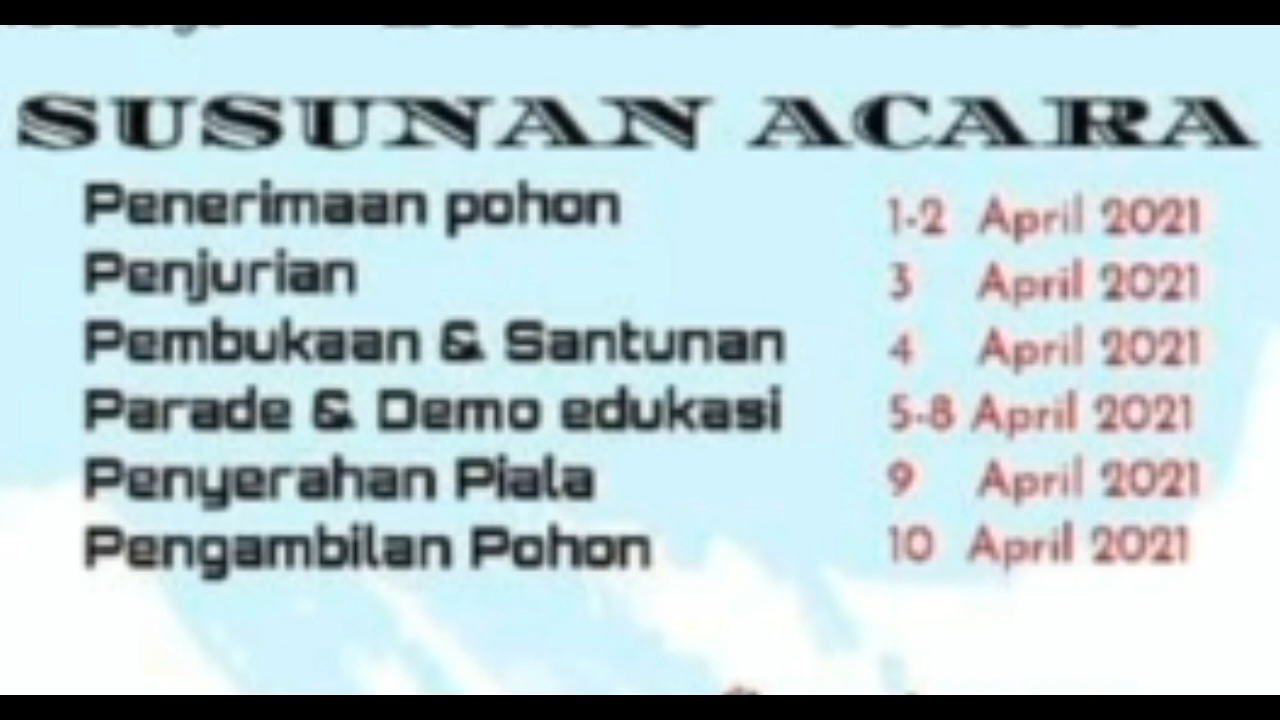 SUSUNAN ACARA
Penerimaan pohon 1-2 April 2021
Penjurian 3 April 2021
Pembukaan & Santunan 4 April 2021
Parade & Demo edukasi 5-8 April 2021
Penyerahan Piala 9 April 2021
Pengambilan Pohon 10 April 2021